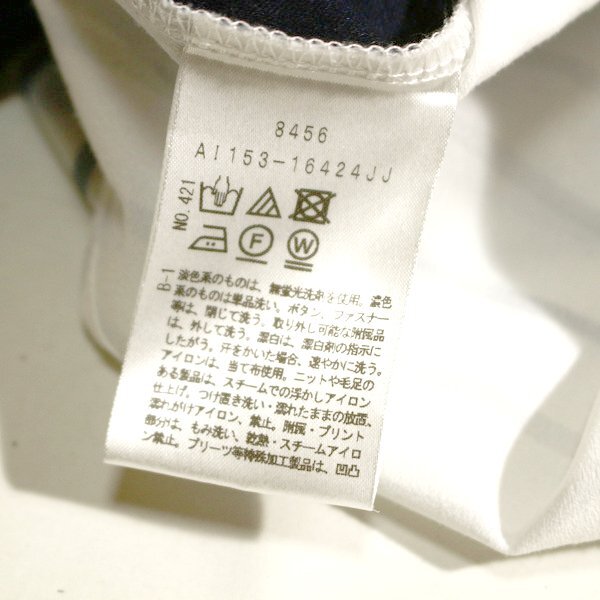 8456
AI153-16424JJ
NO.421
F
W
B-1
淡色系のものは、無蛍光洗剤を使用。濃色
系のものは単品洗い。ボタン、ファスナー
等は、閉じて洗う。取り外し可能な附属品
は、外して洗う。漂白は、漂白剤の指示に
したがう。汗をかいた場合、速やかに洗う。
アイロンは、当て布使用。ニットや毛足の
ある製品は、スチームでの浮かしアイロン
仕上げ。つけ置き洗い・濡れたままの放置、
濡れがけアイロン、禁止。附属・プリント
部分は、もみ洗い、乾熱・スチームアイロ
ン禁止。プリーツ等特殊加工製品は、凹凸